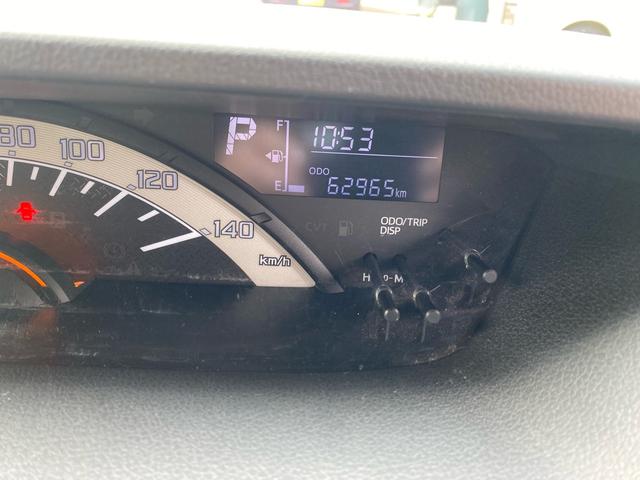 P
F
10:53
ODO
E
62965km
80
100
120
140
km/h
CVT
ODO/TRIP
DISP